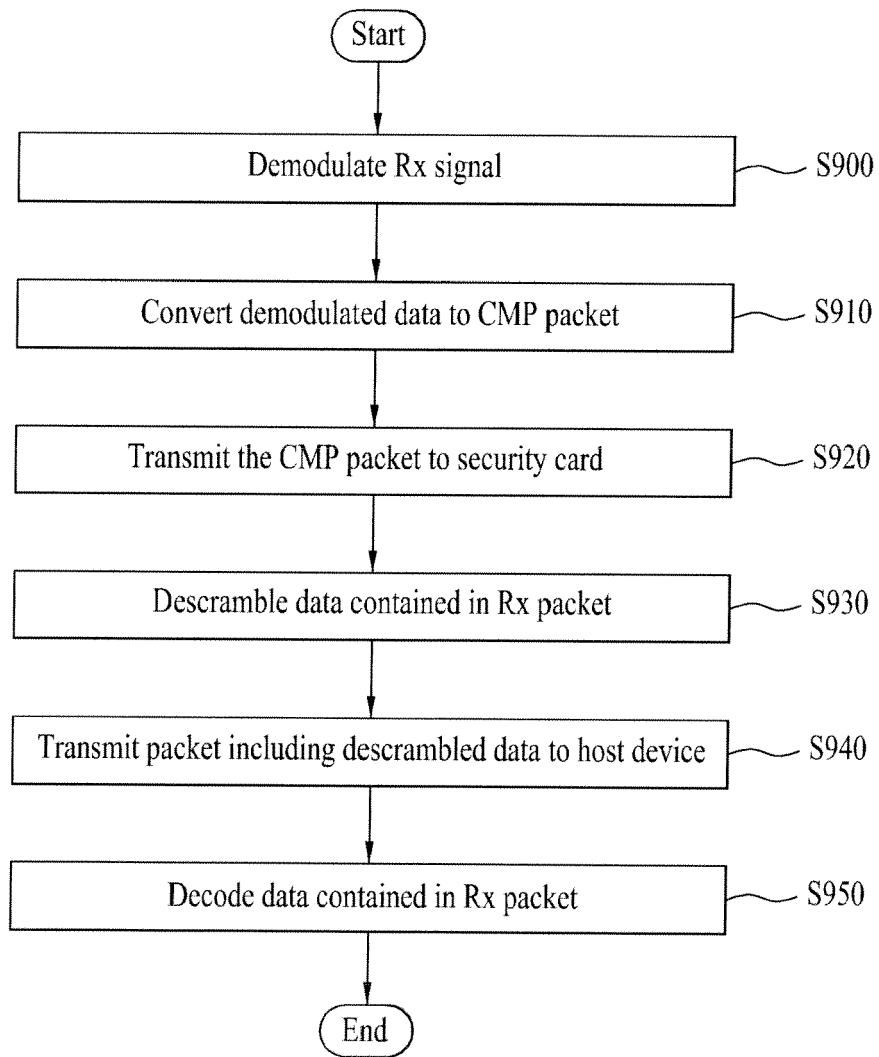 Start
Demodulate Rx signal
S900
Convert demodulated data to CMP packet
S910
Transmit the CMP packet to security card
S920
Descramble data contained in Rx packet
S930
Transmit packet including descrambled data to host device
S940
Decode data contained in Rx packet
S950
End